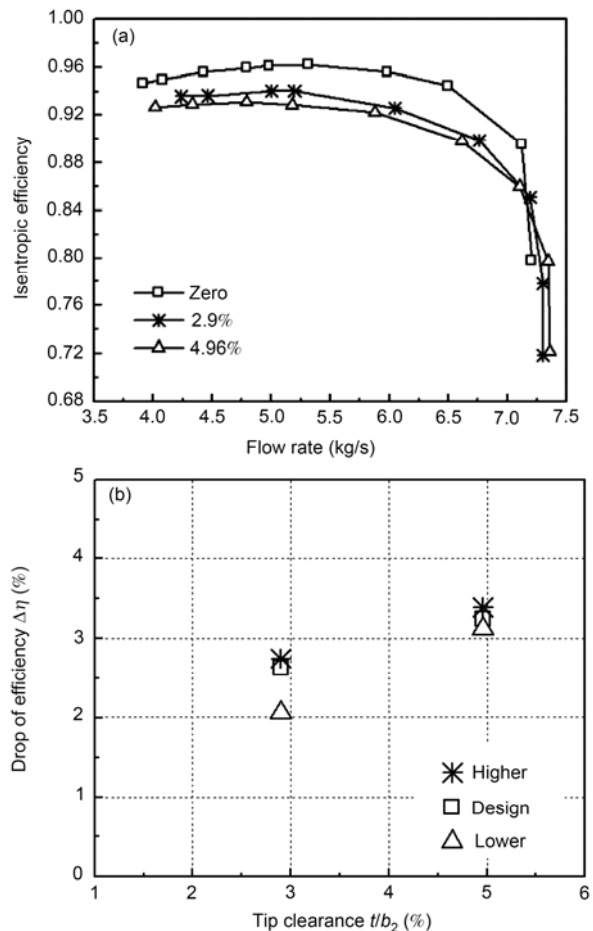 (a)
1.00
0.96
0.92
0.88
0.84
0.80
0.76
0.72
0.68
Isentropic efficiency
Zero
2.9%
4.96%
3.5 4.0 4.5 5.0 5.5 6.0 6.5 7.0 7.5
Flow rate (kg/s)
(b)
5
4
3
2
1
0
Drop of efficiency Δη (%)
Higher
Design
Lower
1 2 3 4 5 6
Tip clearance t/b₂ (%)